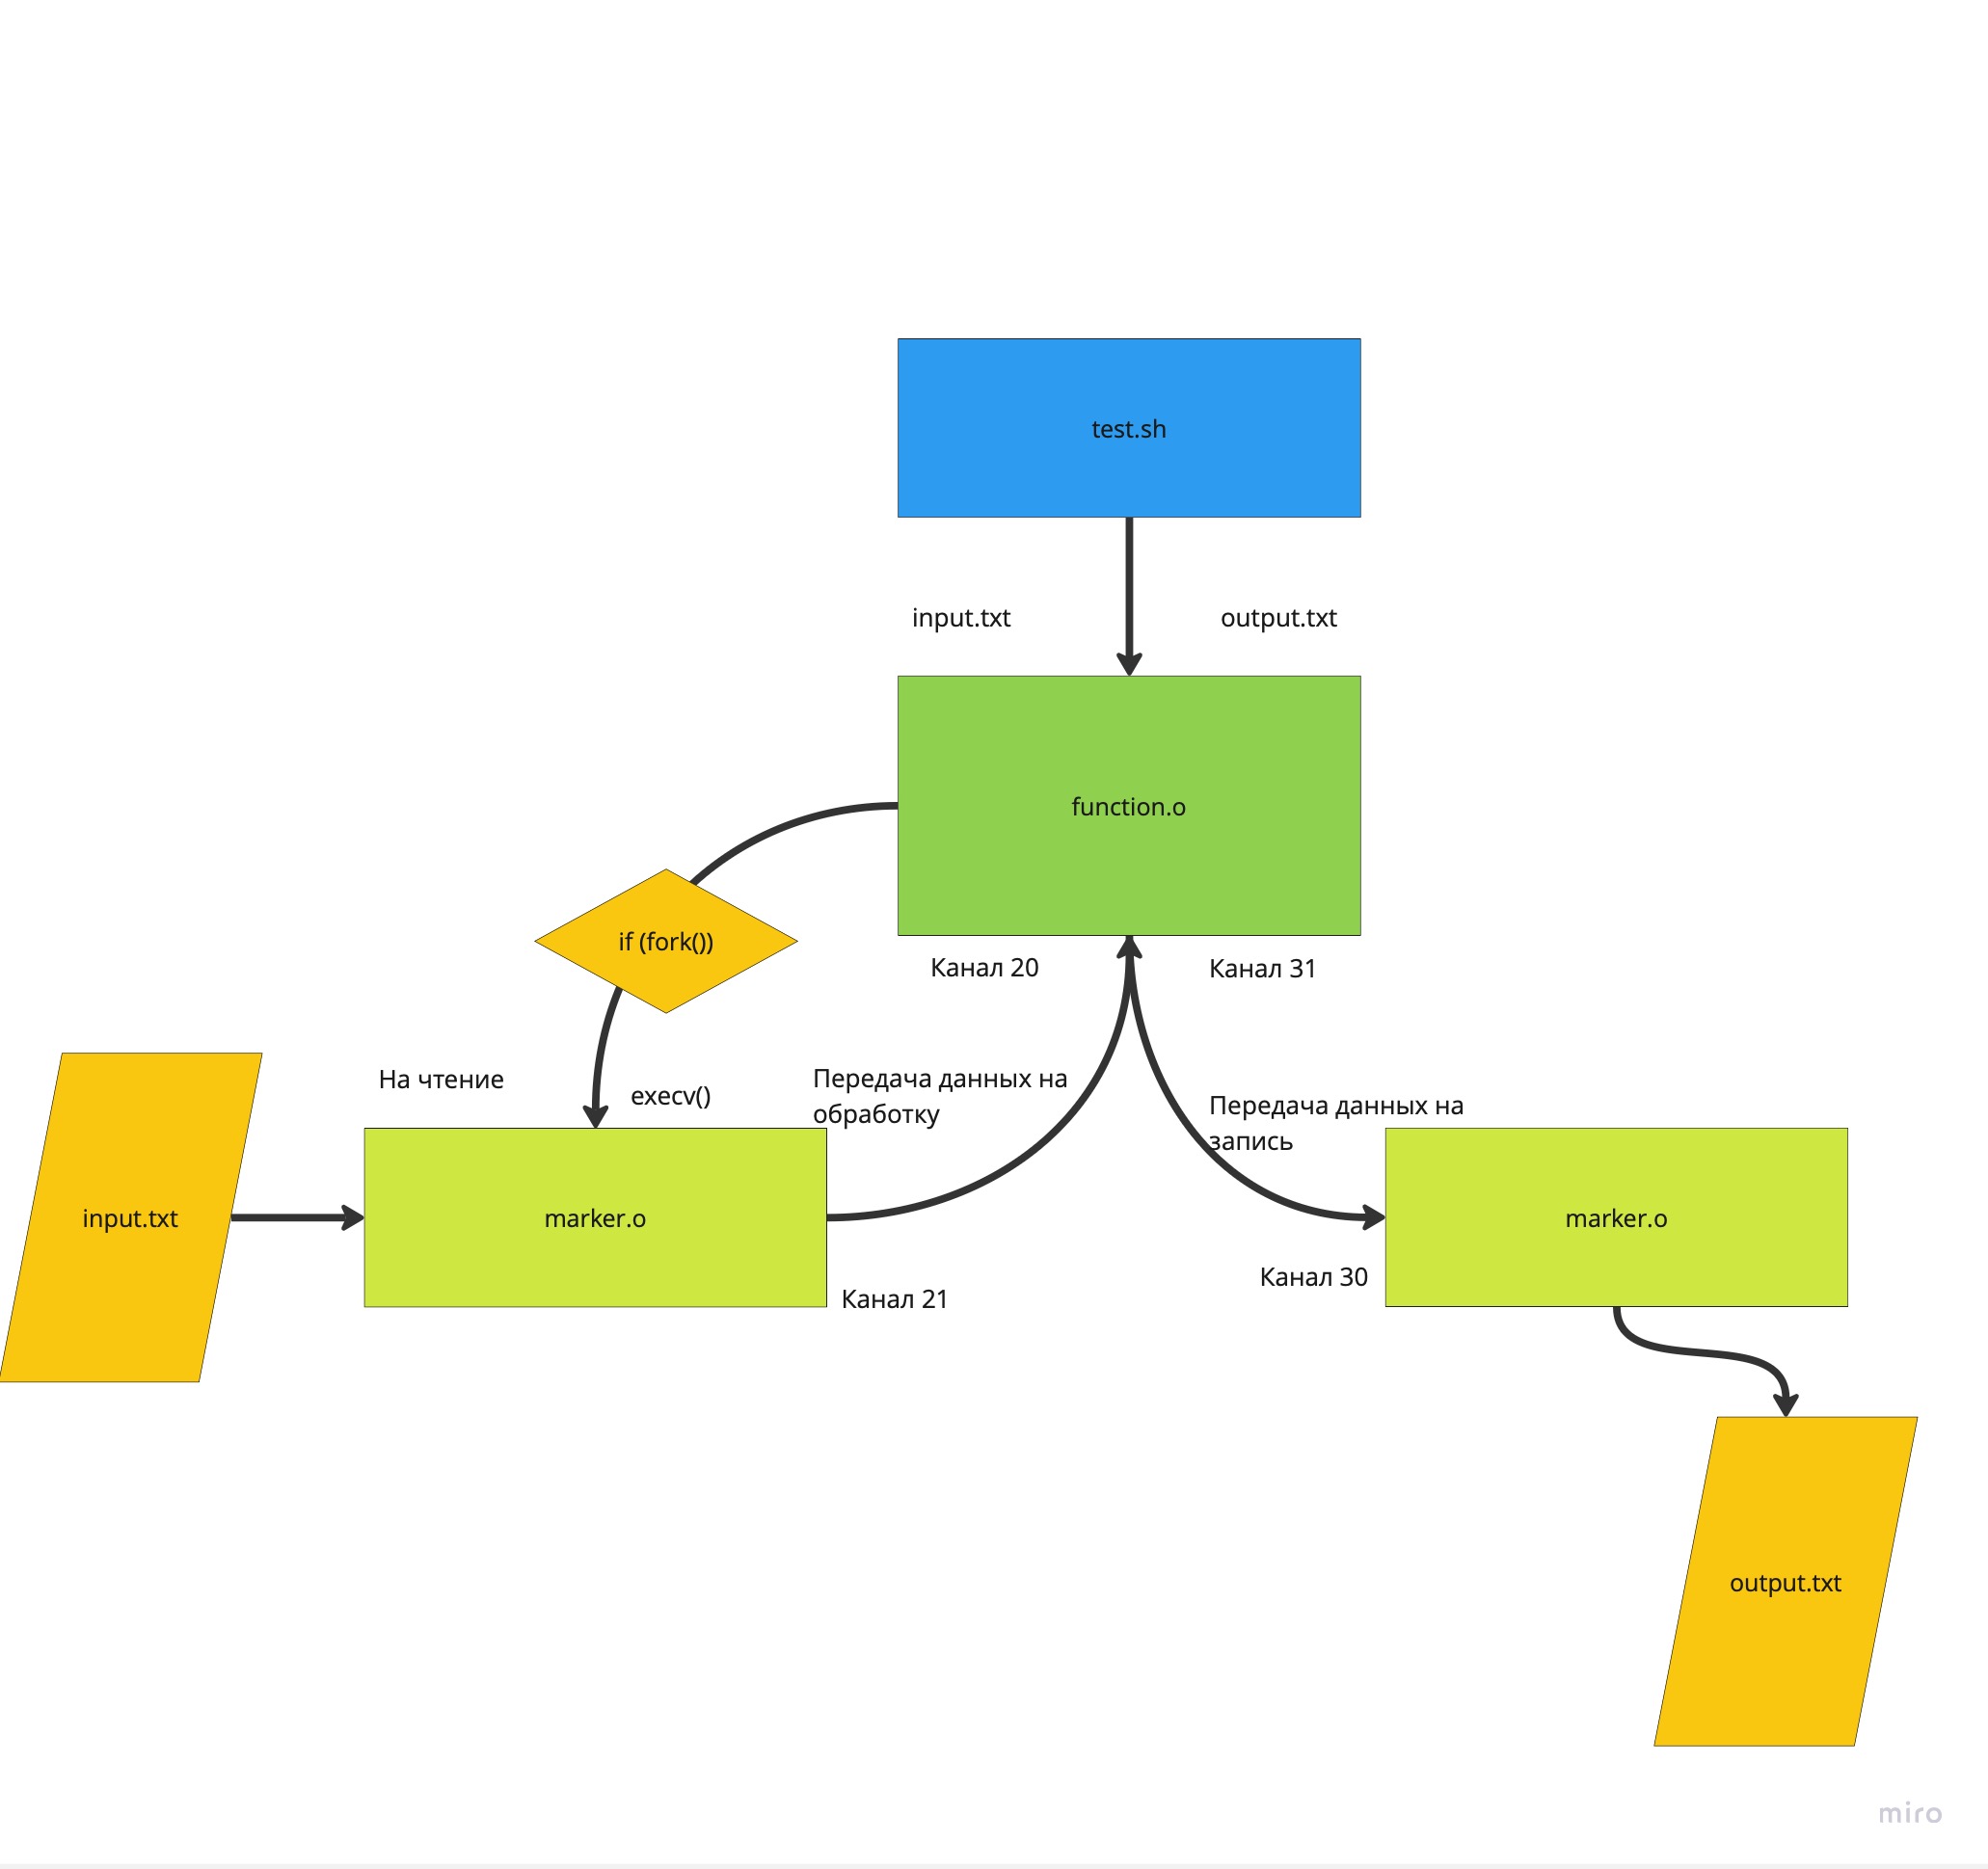 test.sh
input.txt
output.txt
function.o
if (fork())
Канал 20
Канал 31
На чтение
execv()
Передача данных на
обработку
Передача данных на
запись
input.txt
marker.o
marker.o
Канал 21
Канал 30
output.txt
miro